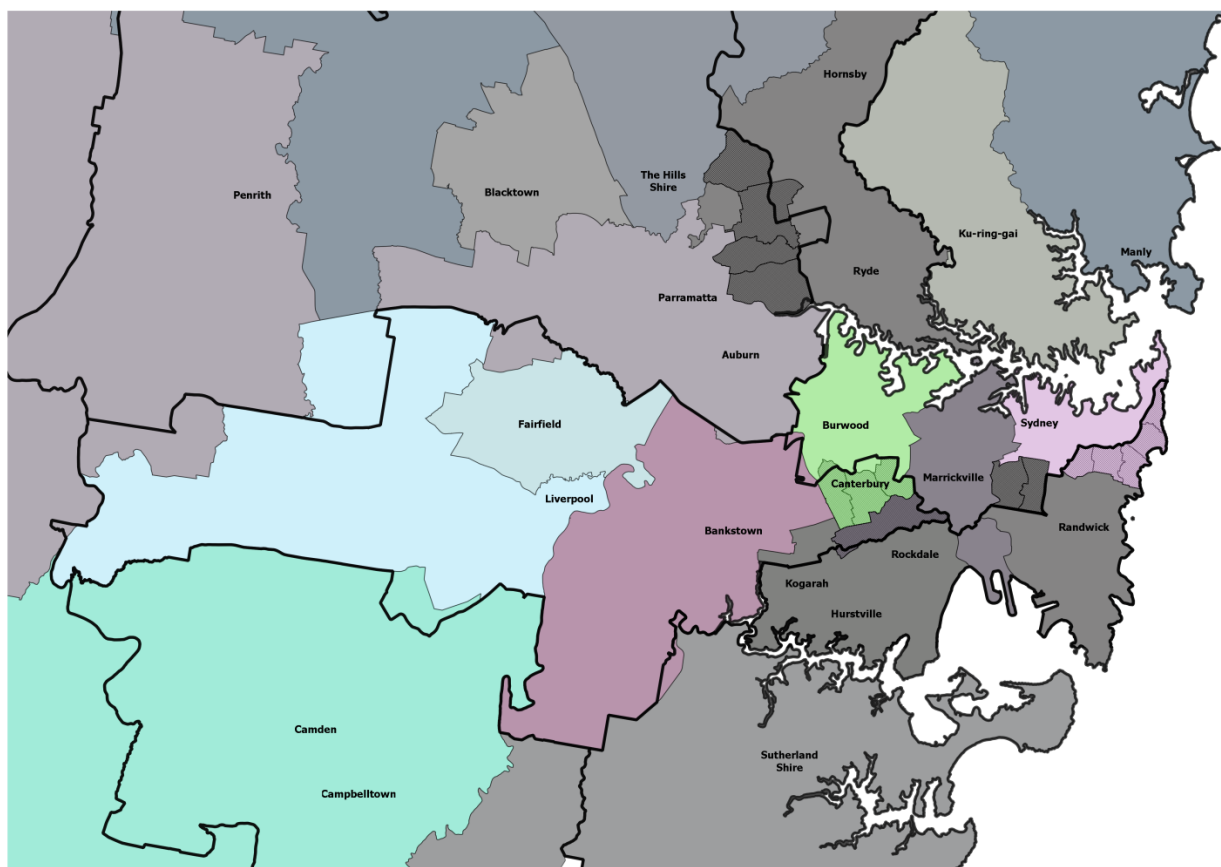 Hornsby
The Hills
Shire
Penrith
Blacktown
Ku-ring-gai
Manly
Ryde
Parramatta
Auburn
Fairfield
Burwood
Sydney
Canterbury
Marrickville
Liverpool
Bankstown
Randwick
Rockdale
Kogarah
Hurstville
Camden
Sutherland
Shire
Campbelltown